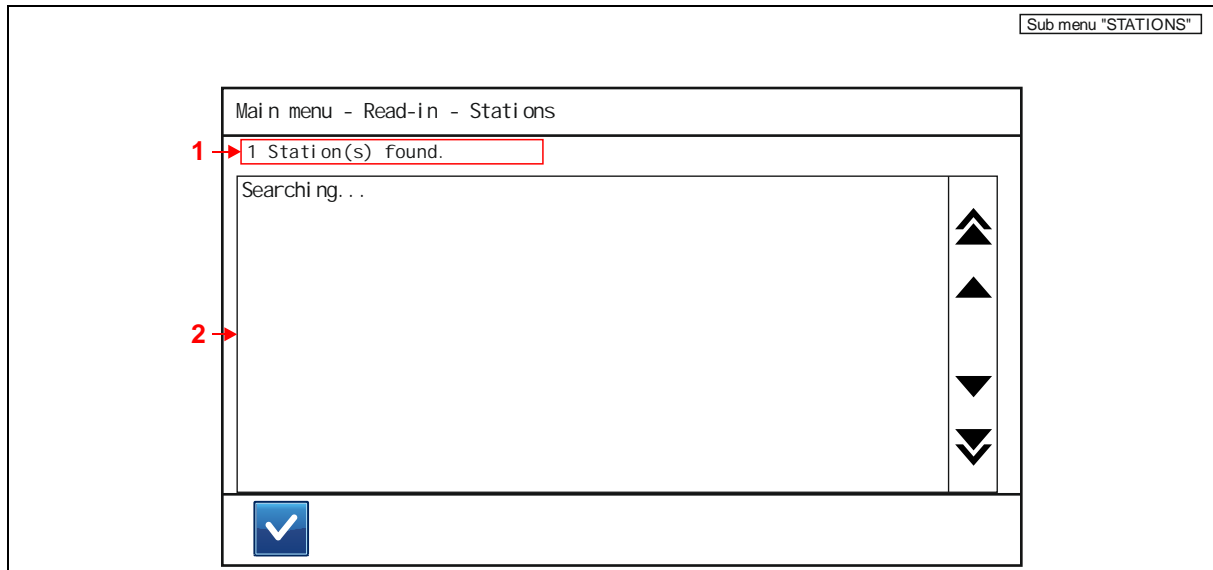 Sub menu "STATIONS"
Main menu - Read-in - Stations
1
1 Station(s) found.
Searching...
2